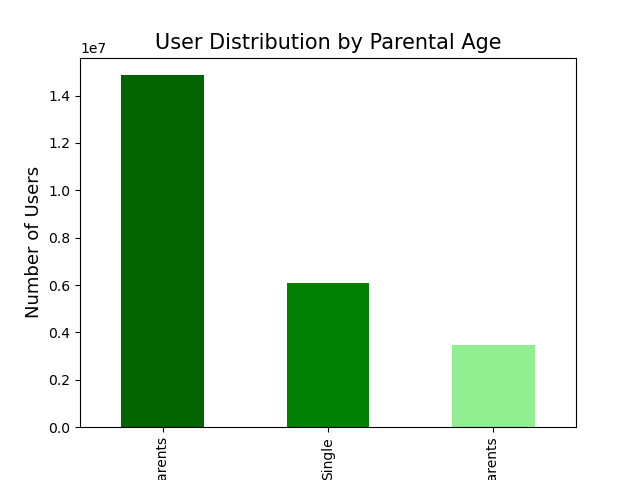 User Distribution by Parental Age
1e7
1.4
1.2
1.0
0.8
0.6
0.4
0.2
0.0
Number of Users
arents
Single
arents